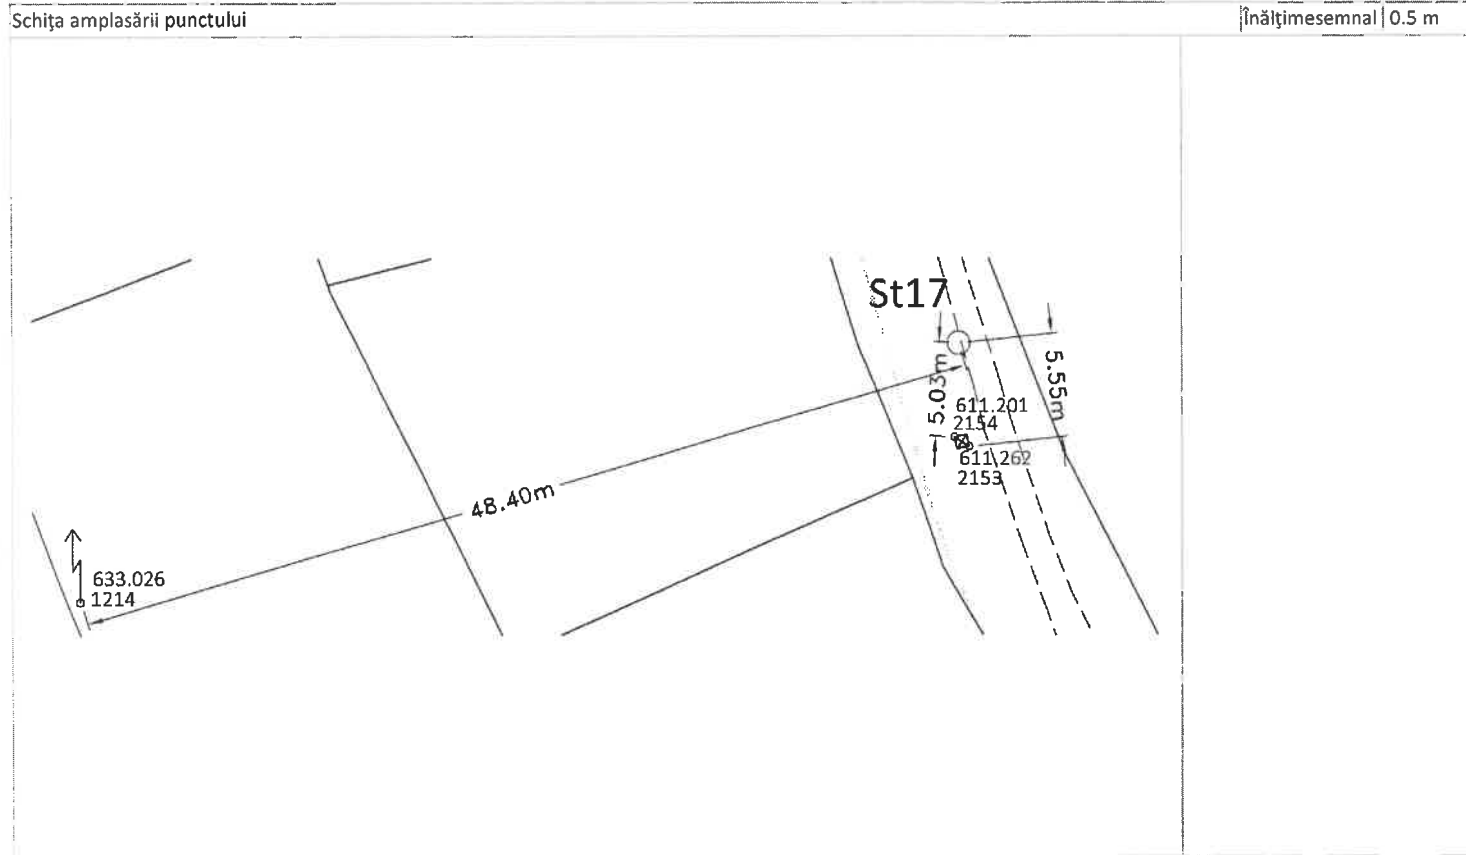 Schița amplasării punctului
Înălțimesemnal 0.5 m
St17
5.03m
5.55m
611.201
2154
611.262
2153
48.40m
633.026
1214